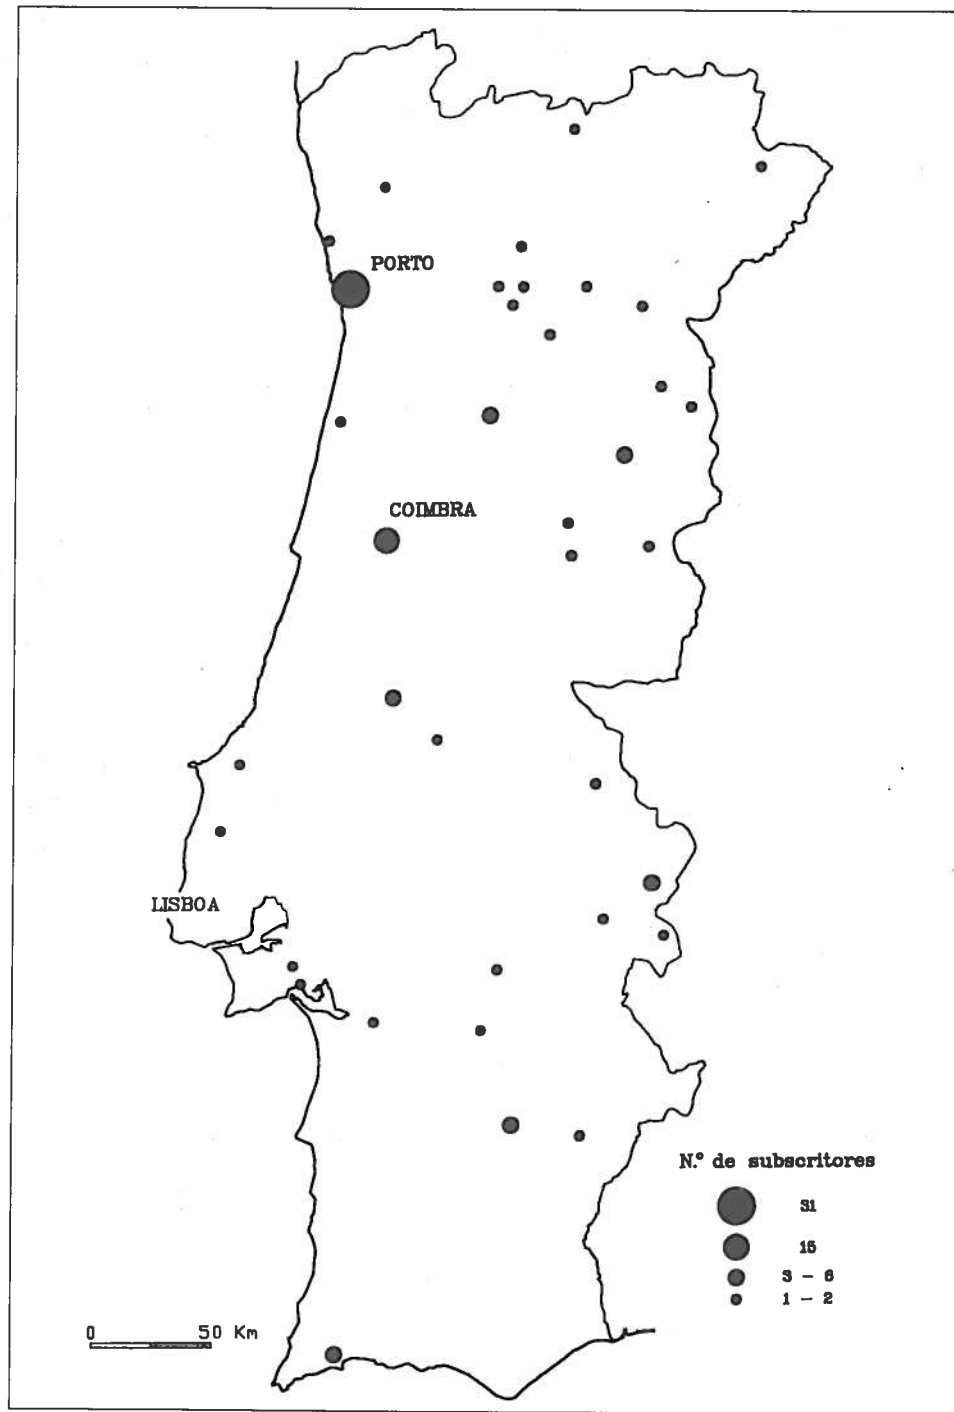 PORTO
COIMBRA
LISBOA
N.º de subscritores
31
15
3 - 6
1 - 2
0 50 Km